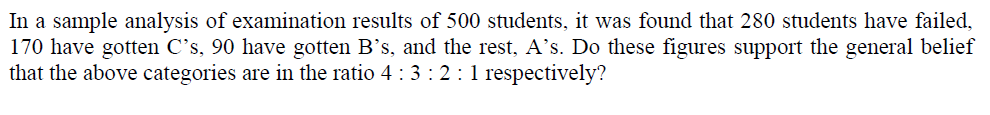 In a sample analysis of examination results of 500 students, it was found that 280 students have failed,
170 have gotten C’s, 90 have gotten B’s, and the rest, A’s. Do these figures support the general belief
that the above categories are in the ratio 4 : 3 : 2 : 1 respectively?